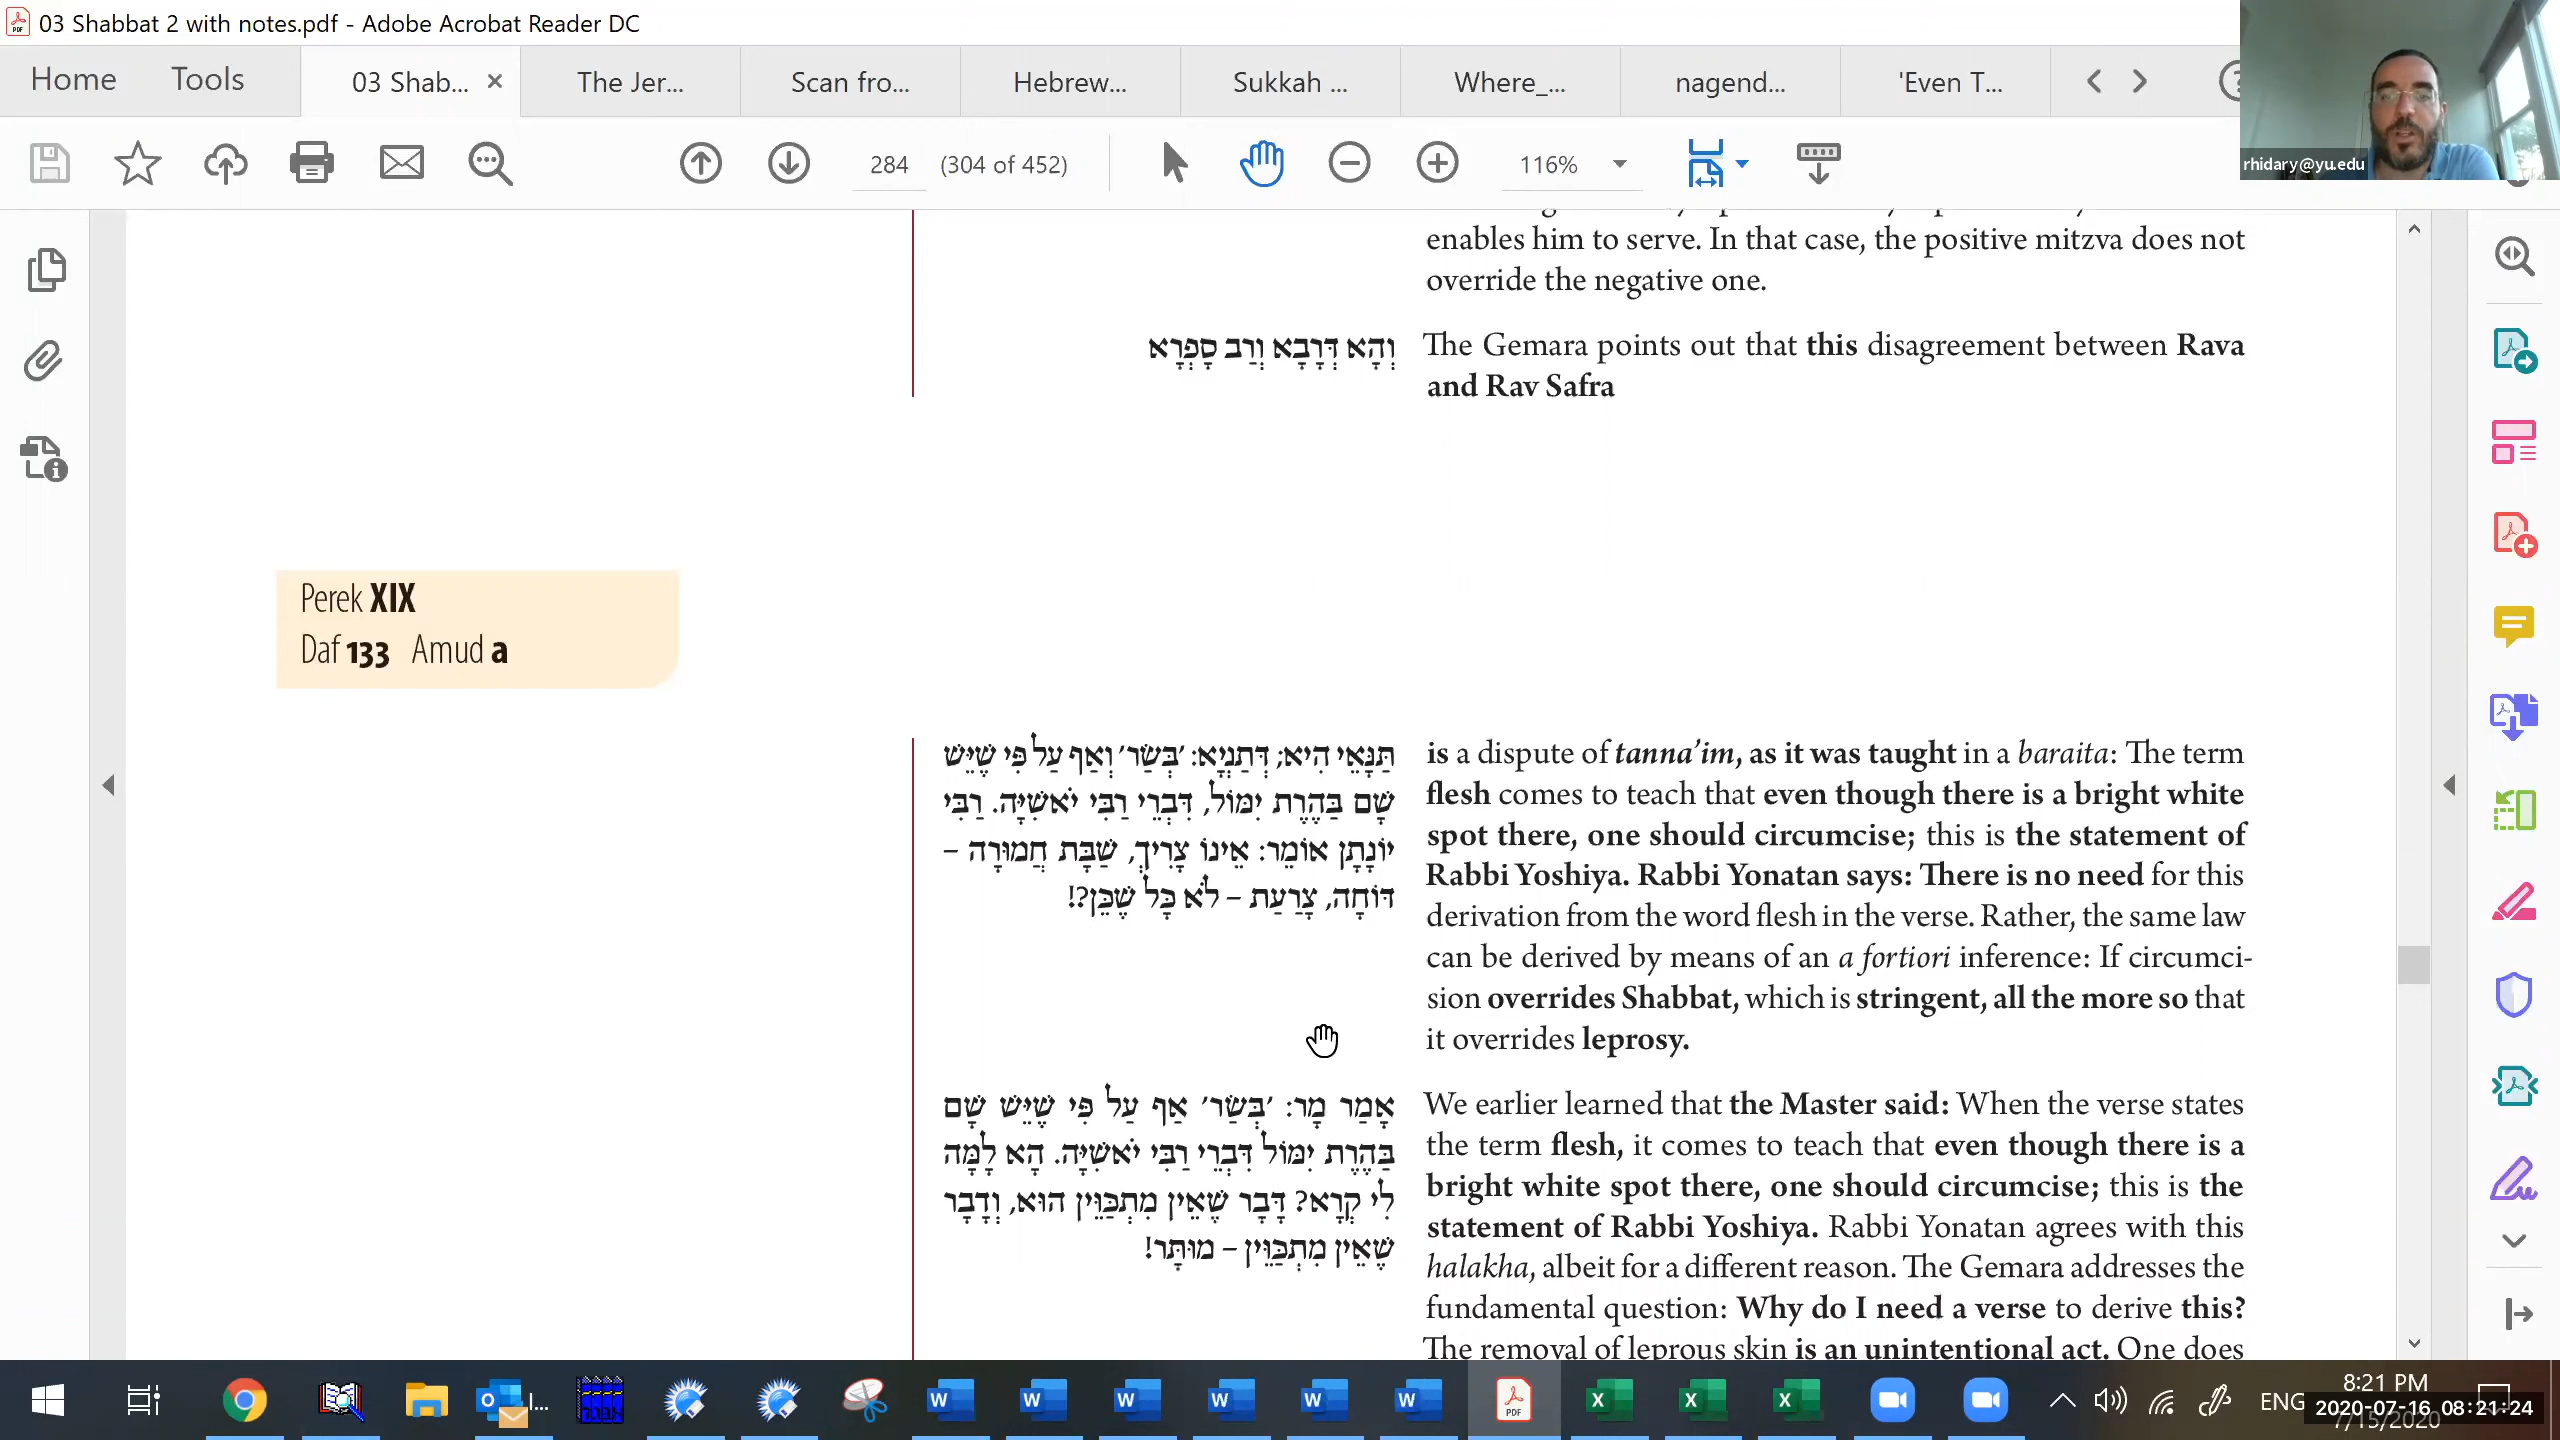 03 Shabbat 2 with notes.pdf - Adobe Acrobat Reader DC
Home Tools 03 Shab... The Jer... Scan fro... Hebrew... Sukkah ... Where_... nagend... 'Even T...
284 (304 of 452) 116%
rhidary@yu.edu
enables him to serve. In that case, the positive mitzva does not
override the negative one.
וְהָא דְּרָבָא וְרַב סָפְרָא
The Gemara points out that this disagreement between Rava
and Rav Safra
Perek XIX
Daf 133 Amud a
תַּנָּאֵי הִיא; דְּתַנְיָא: ׳בְּשַׂר׳ וְאַף עַל פִּי שֶׁיֵּשׁ
שָׁם בַּהֶרֶת יִמּוֹל, דִּבְרֵי רַבִּי יֹאשִׁיָּה. רַבִּי
יוֹנָתָן אוֹמֵר: אֵינוֹ צָרִיךְ, שַׁבָּת חֲמוּרָה –
דּוֹחָה, צָרַעַת – לֹא כָּל שֶׁכֵּן?!
is a dispute of tanna'im, as it was taught in a baraita: The term
flesh comes to teach that even though there is a bright white
spot there, one should circumcise; this is the statement of
Rabbi Yoshiya. Rabbi Yonatan says: There is no need for this
derivation from the word flesh in the verse. Rather, the same law
can be derived by means of an a fortiori inference: If circumci-
sion overrides Shabbat, which is stringent, all the more so that
it overrides leprosy.
אָמַר מָר: ׳בְּשַׂר׳ אַף עַל פִּי שֶׁיֵּשׁ שָׁם
בַּהֶרֶת יִמּוֹל דִּבְרֵי רַבִּי יֹאשִׁיָּה. הָא לָמָּה
לִי קְרָא? דָּבָר שֶׁאֵין מִתְכַּוֵּין הוּא, וְדָבָר
שֶׁאֵין מִתְכַּוֵּין – מוּתָּר!
We earlier learned that the Master said: When the verse states
the term flesh, it comes to teach that even though there is a
bright white spot there, one should circumcise; this is the
statement of Rabbi Yoshiya. Rabbi Yonatan agrees with this
halakha, albeit for a different reason. The Gemara addresses the
fundamental question: Why do I need a verse to derive this?
The removal of leprous skin is an unintentional act. One does
ENG
8:21 PM
2020-07-16 08:21:24
7/15/2020